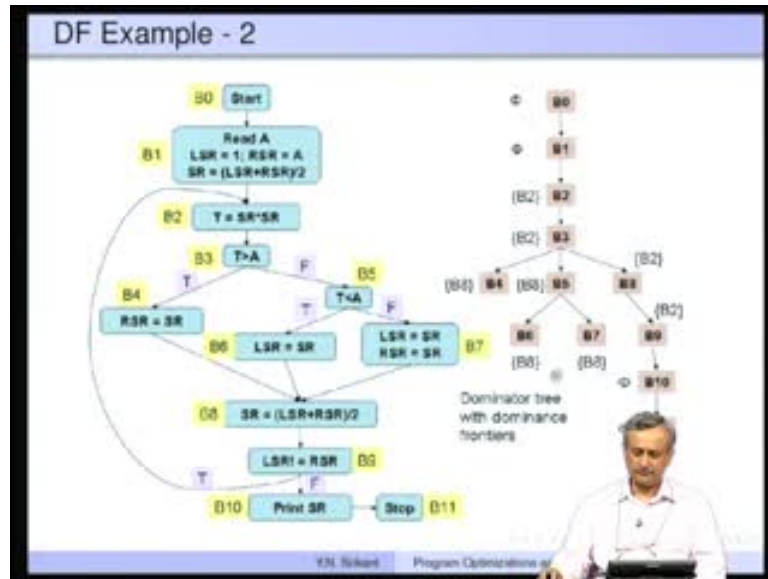 DF Example - 2
B0 Start
B1
Read A
LSR = 1; RSR = A
SR = (LSR+RSR)/2
B2 T = SR*SR
B3 T>A
T
F
B5
T<A
B4
RSR = SR
T
F
B6 LSR = SR
LSR = SR
RSR = SR
B7
B8 SR = (LSR+RSR)/2
LSR! = RSR B9
T
F
B10 Print SR
Stop B11
Φ B0
Φ B1
{B2} B2
{B2} B3
{B8} B4
{B8} B5
B8 {B2}
B6 {B8}
B7 {B8}
{B2} B9
Φ B10
Dominator tree
with dominance
frontiers
Y.N. Srikant
Program Optimizations